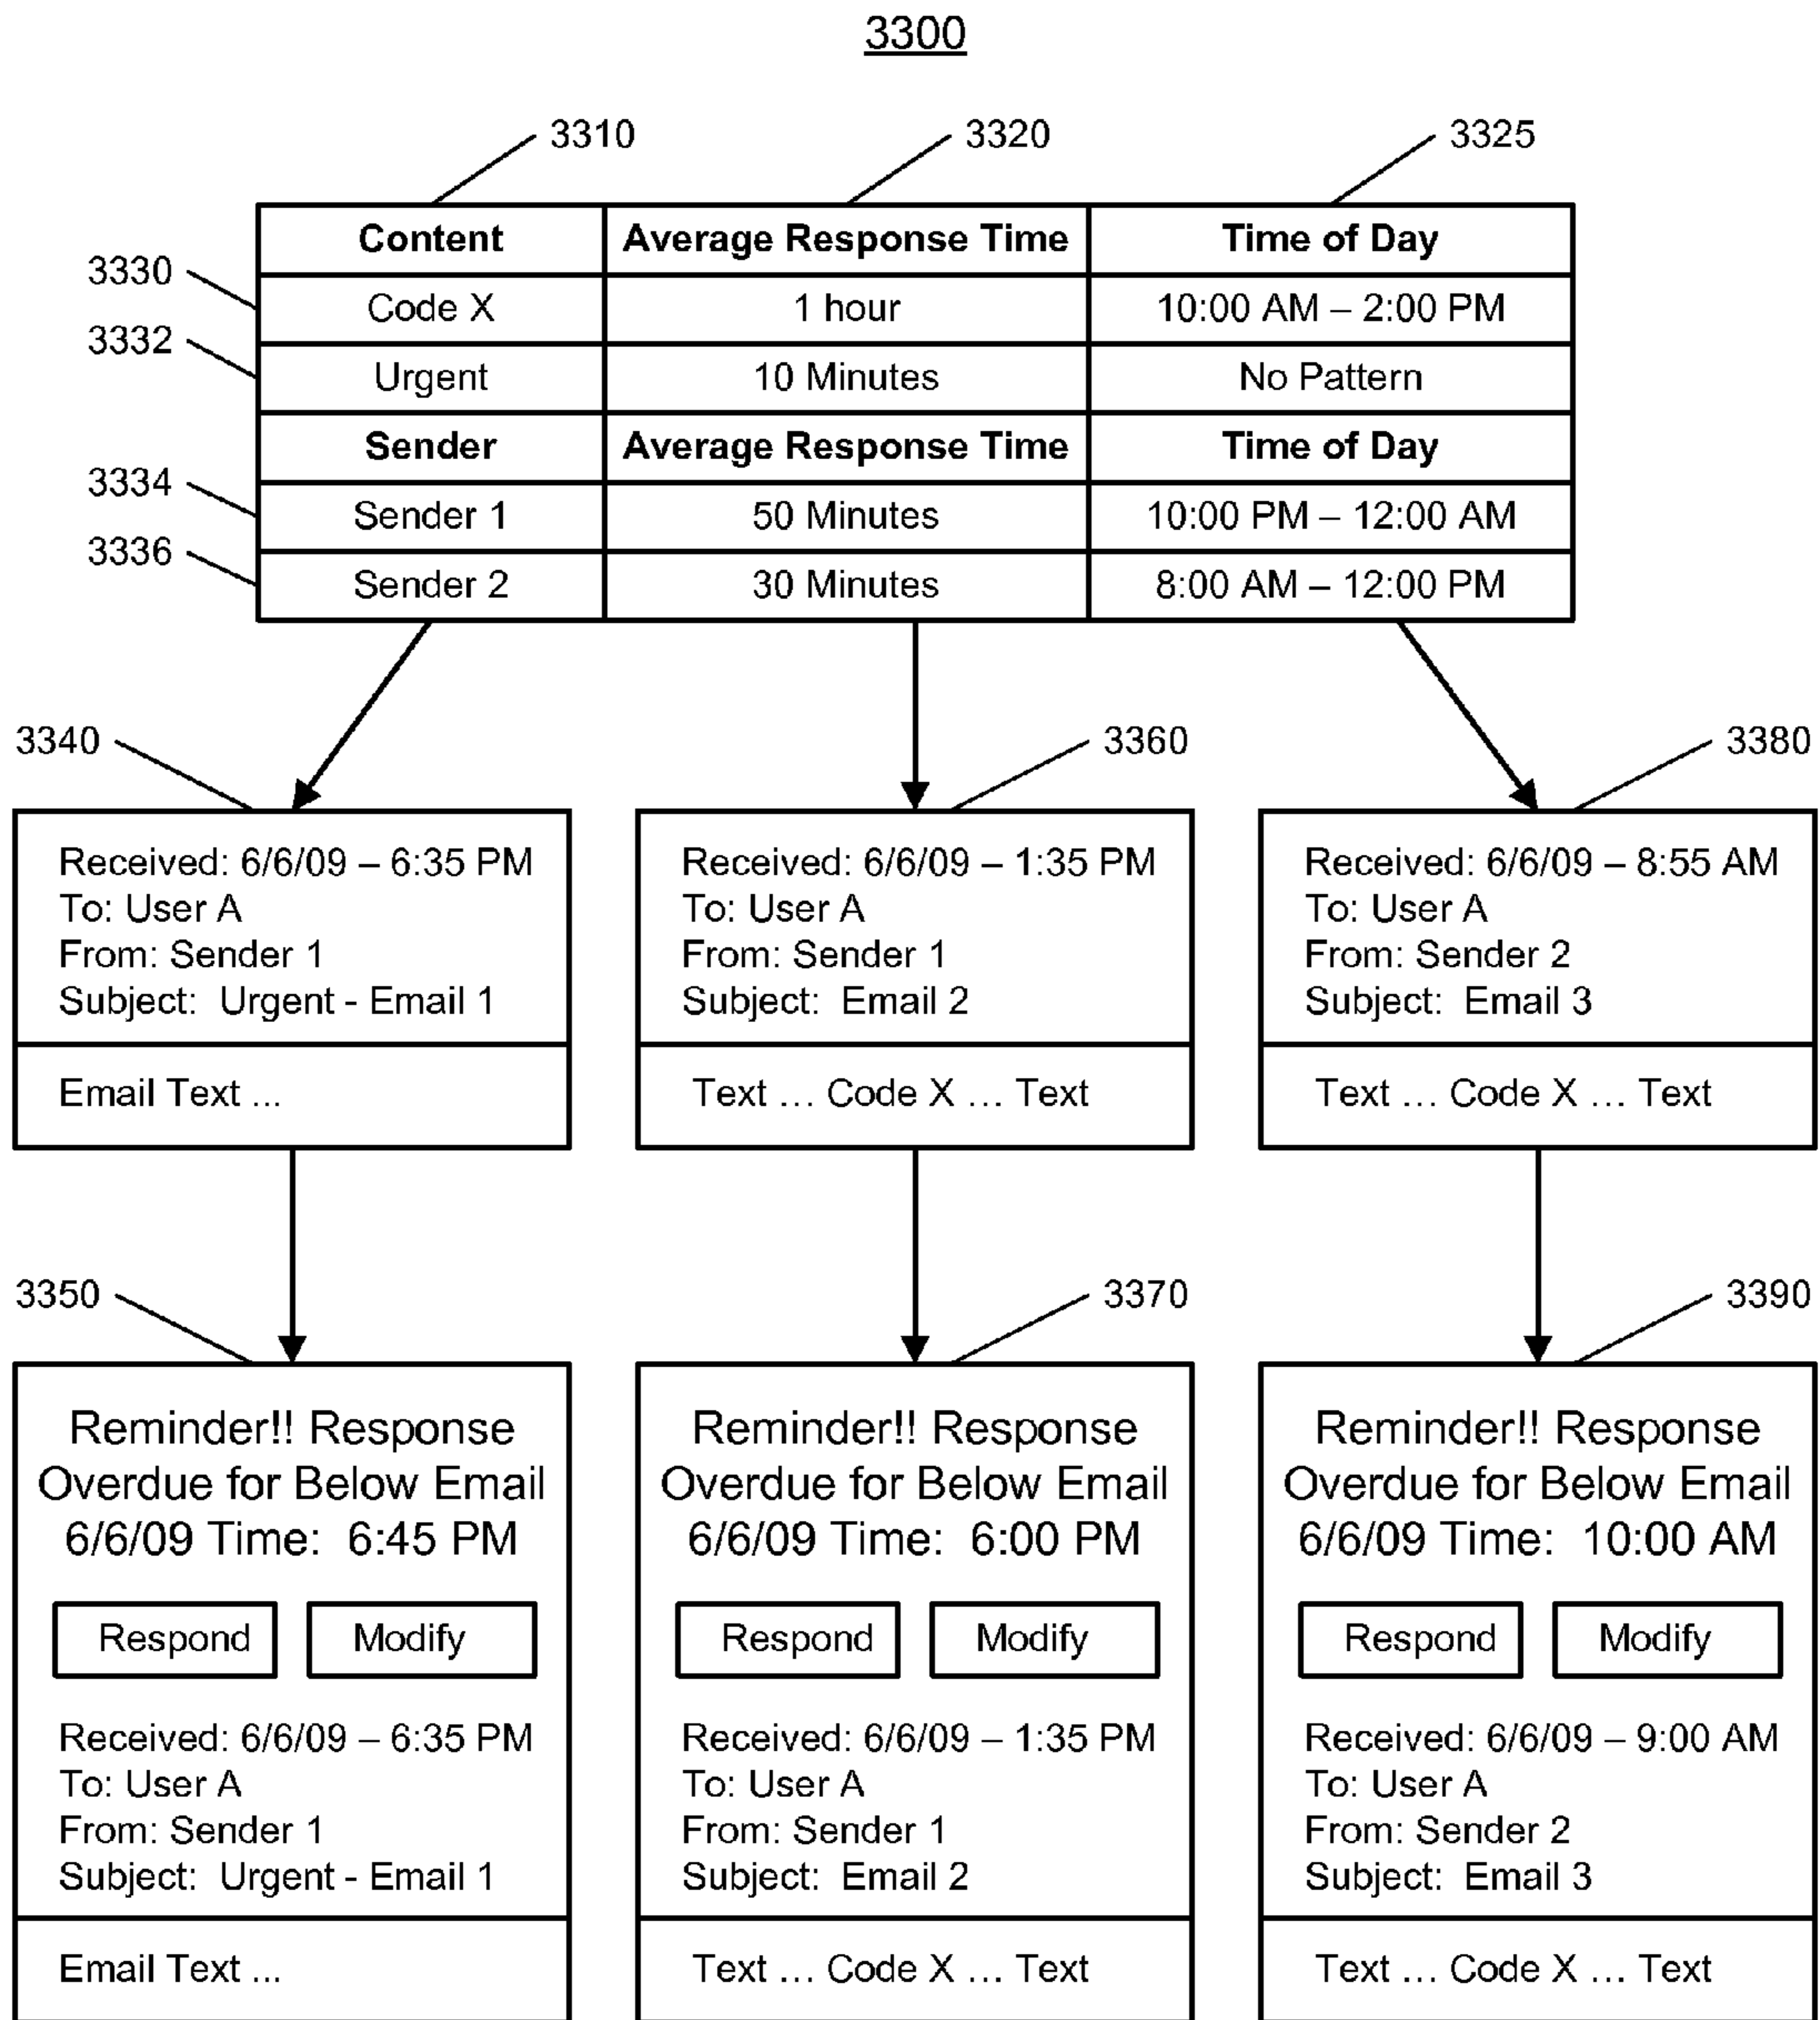 3300
3310
3320
3325
Content Average Response Time Time of Day
3330
Code X 1 hour 10:00 AM – 2:00 PM
3332
Urgent 10 Minutes No Pattern
Sender Average Response Time Time of Day
3334
Sender 1 50 Minutes 10:00 PM – 12:00 AM
3336
Sender 2 30 Minutes 8:00 AM – 12:00 PM
3340
Received: 6/6/09 – 6:35 PM
To: User A
From: Sender 1
Subject: Urgent - Email 1
Email Text ...
3360
Received: 6/6/09 – 1:35 PM
To: User A
From: Sender 1
Subject: Email 2
Text ... Code X ... Text
3380
Received: 6/6/09 – 8:55 AM
To: User A
From: Sender 2
Subject: Email 3
Text ... Code X ... Text
3350
Reminder!! Response
Overdue for Below Email
6/6/09 Time: 6:45 PM
Respond Modify
Received: 6/6/09 – 6:35 PM
To: User A
From: Sender 1
Subject: Urgent - Email 1
Email Text ...
3370
Reminder!! Response
Overdue for Below Email
6/6/09 Time: 6:00 PM
Respond Modify
Received: 6/6/09 – 1:35 PM
To: User A
From: Sender 1
Subject: Email 2
Text ... Code X ... Text
3390
Reminder!! Response
Overdue for Below Email
6/6/09 Time: 10:00 AM
Respond Modify
Received: 6/6/09 – 9:00 AM
To: User A
From: Sender 2
Subject: Email 3
Text ... Code X ... Text